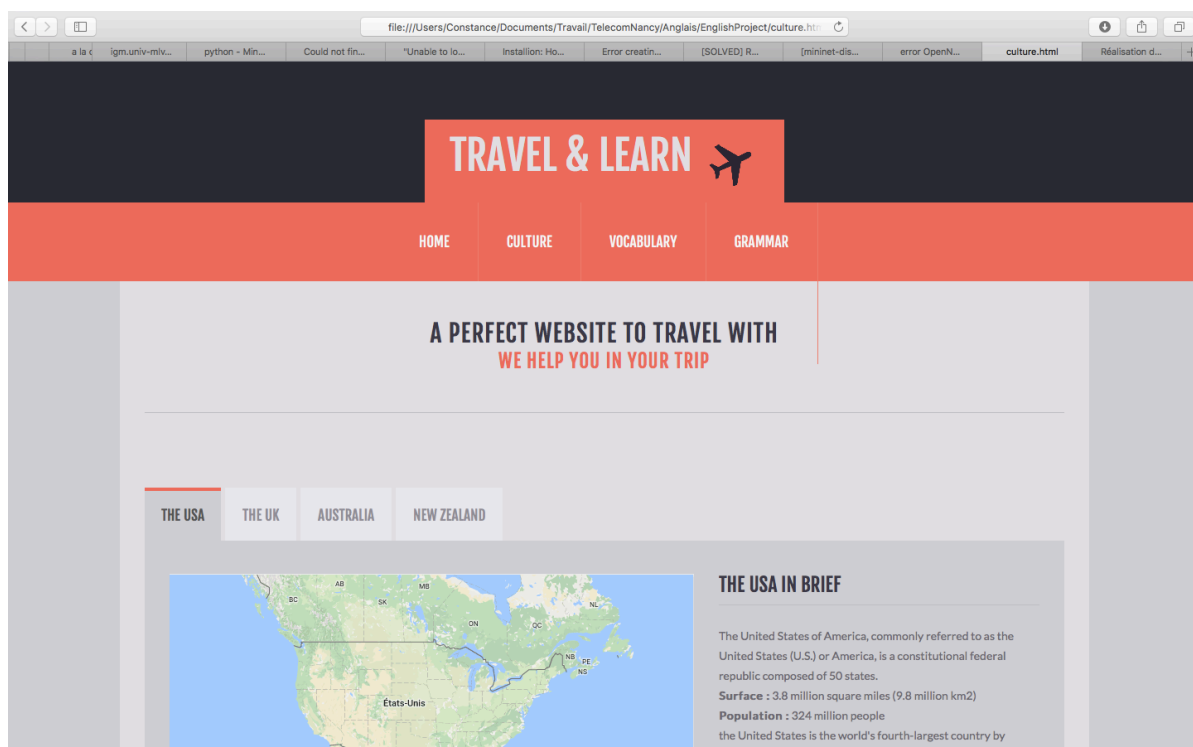 file:///Users/Constance/Documents/Travail/TelecomNancy/Anglais/EnglishProject/culture.htm
a la c
igm.univ-mlv...
python - Min...
Could not fin...
"Unable to lo...
Installion: Ho...
Error creatin...
[SOLVED] R...
[mininet-dis...
error OpenN...
culture.html
Réalisation d...
TRAVEL & LEARN
HOME
CULTURE
VOCABULARY
GRAMMAR
A PERFECT WEBSITE TO TRAVEL WITH
WE HELP YOU IN YOUR TRIP
THE USA
THE UK
AUSTRALIA
NEW ZEALAND
AB
MB
BC
SK
NL
ON
QC
NB
PE
NS
États-Unis
THE USA IN BRIEF
The United States of America, commonly referred to as the
United States (U.S.) or America, is a constitutional federal
republic composed of 50 states.
Surface : 3.8 million square miles (9.8 million km2)
Population : 324 million people
the United States is the world's fourth-largest country by